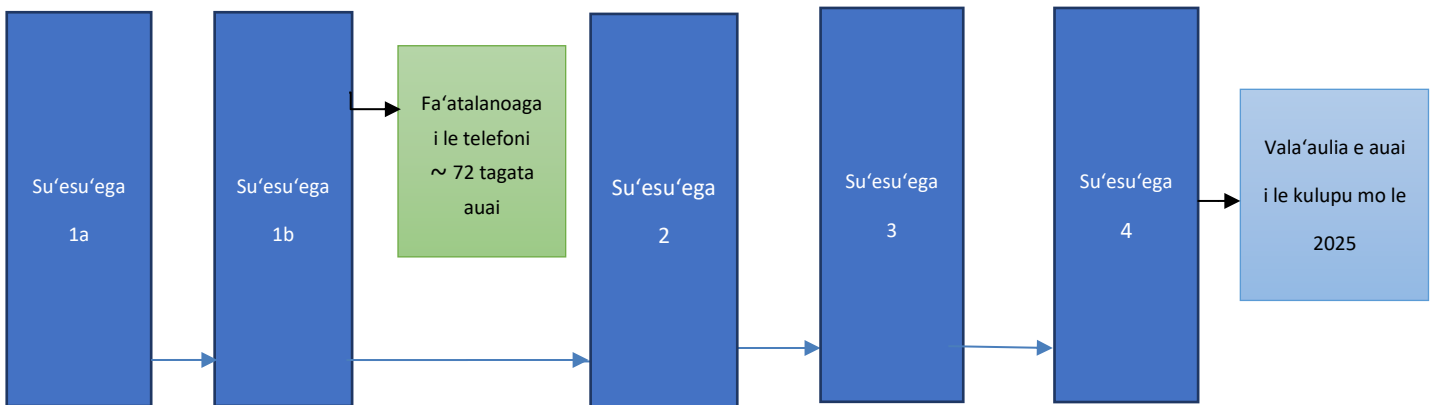 Su‘esu‘ega
1a
Su‘esu‘ega
1b
Fa‘atalanoaga
i le telefoni
~ 72 tagata
auai
Su‘esu‘ega
2
Su‘esu‘ega
3
Su‘esu‘ega
4
Vala‘aulia e auai
i le kulupu mo le
2025